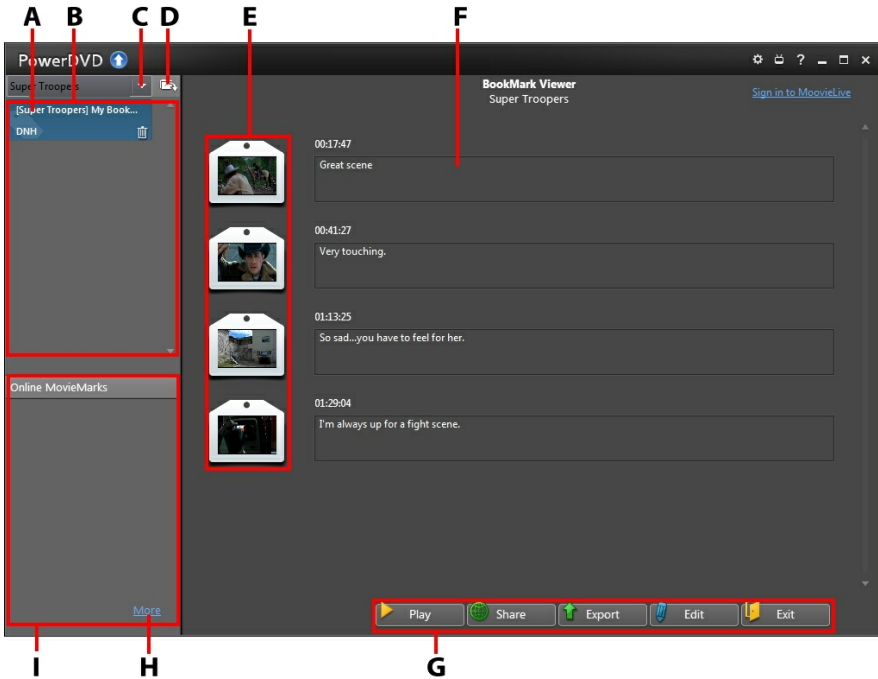 A B C D E F
PowerDVD ?
Super Troopers
BookMark Viewer
Super Troopers
Sign in to MoovieLive
[Super Troopers] My Book...
DNH
00:17:47
Great scene
00:41:27
Very touching.
01:13:25
So sad...you have to feel for her.
Online MovieMarks
01:29:04
I'm always up for a fight scene.
More
Play Share Export Edit Exit
I H G